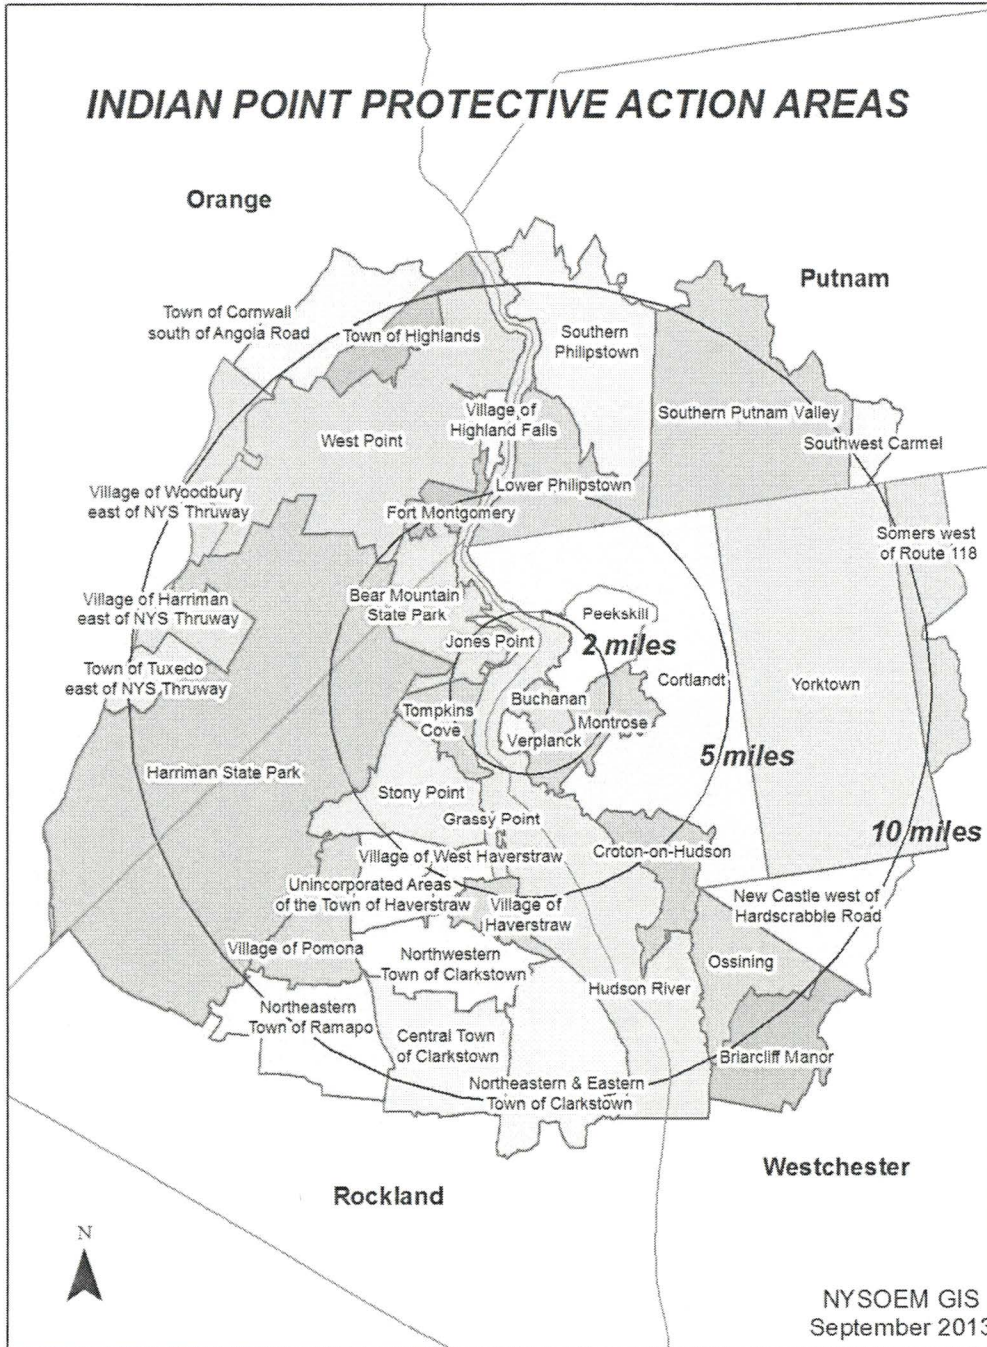 INDIAN POINT PROTECTIVE ACTION AREAS
Orange
Putnam
Town of Cornwall
south of Angola Road
Town of Highlands
Southern
Philipstown
Village of
Highland Falls
Southern Putnam Valley
West Point
Southwest Carmel
Lower Philipstown
Village of Woodbury
east of NYS Thruway
Fort Montgomery
Somers west
of Route 118
Village of Harriman
east of NYS Thruway
Bear Mountain
State Park
Peekskill
Jones Point
2 miles
Town of Tuxedo
east of NYS Thruway
Cortlandt
Yorktown
Buchanan
Tompkins
Cove
Montrose
Verplanck
5 miles
Harriman State Park
Stony Point
Grassy Point
10 miles
Village of West Haverstraw
Croton-on-Hudson
Unincorporated Areas
of the Town of Haverstraw
Village of
Haverstraw
New Castle west of
Hardscrabble Road
Village of Pomona
Northwestern
Town of Clarkstown
Ossining
Hudson River
Northeastern
Town of Ramapo
Central Town
of Clarkstown
Briarcliff Manor
Northeastern & Eastern
Town of Clarkstown
Westchester
Rockland
N
NYSOEM GIS
September 2013